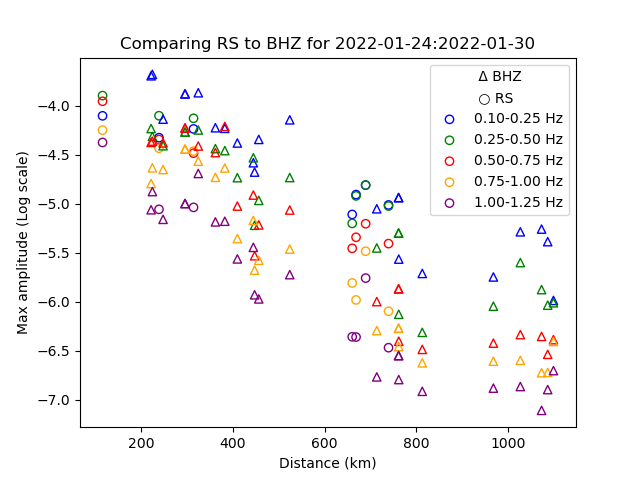 Comparing RS to BHZ for 2022-01-24:2022-01-30
Max amplitude (Log scale)
−4.0
−4.5
−5.0
−5.5
−6.0
−6.5
−7.0
Δ BHZ
○ RS
0.10-0.25 Hz
0.25-0.50 Hz
0.50-0.75 Hz
0.75-1.00 Hz
1.00-1.25 Hz
200 400 600 800 1000
Distance (km)